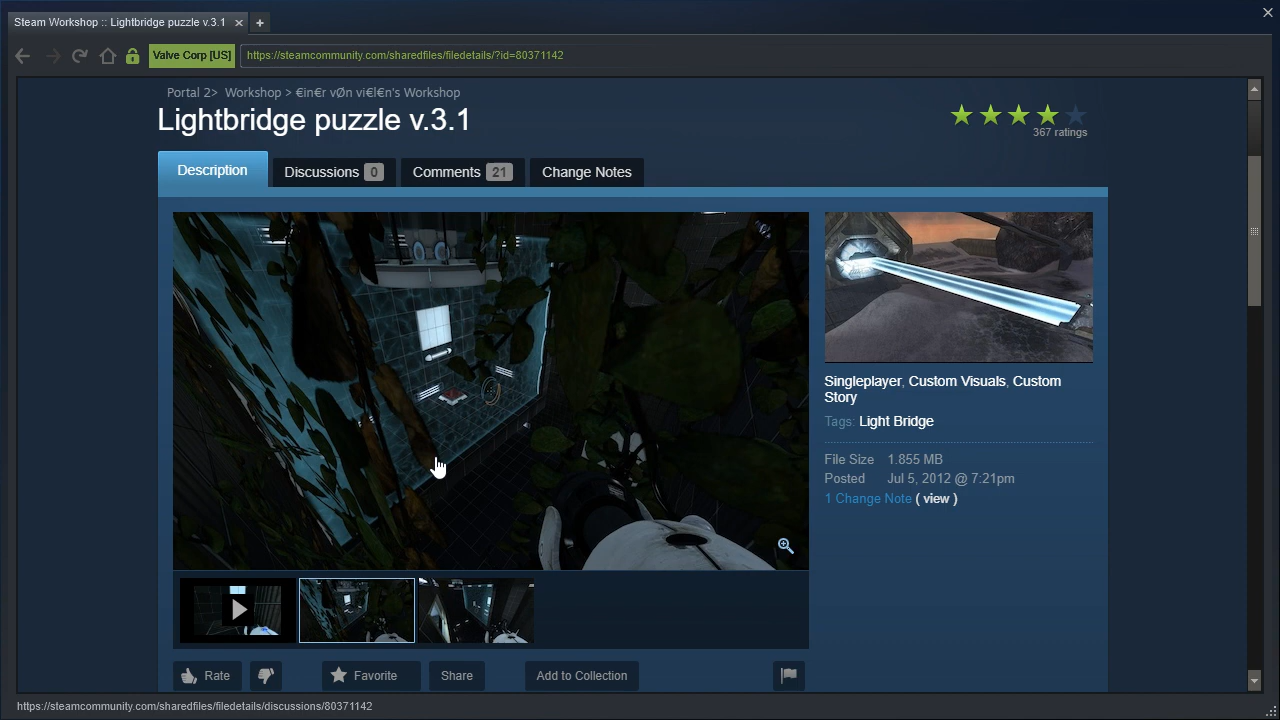 Steam Workshop :: Lightbridge puzzle v.3.1
Valve Corp [US]
https://steamcommunity.com/sharedfiles/filedetails/?id=80371142
Portal 2> Workshop > €in€r vØn vi€l€n's Workshop
Lightbridge puzzle v.3.1
367 ratings
Description
Discussions 0
Comments 21
Change Notes
Singleplayer, Custom Visuals, Custom
Story
Tags: Light Bridge
File Size 1.855 MB
Posted Jul 5, 2012 @ 7:21pm
1 Change Note ( view )
Rate
Favorite
Share
Add to Collection
https://steamcommunity.com/sharedfiles/filedetails/discussions/80371142